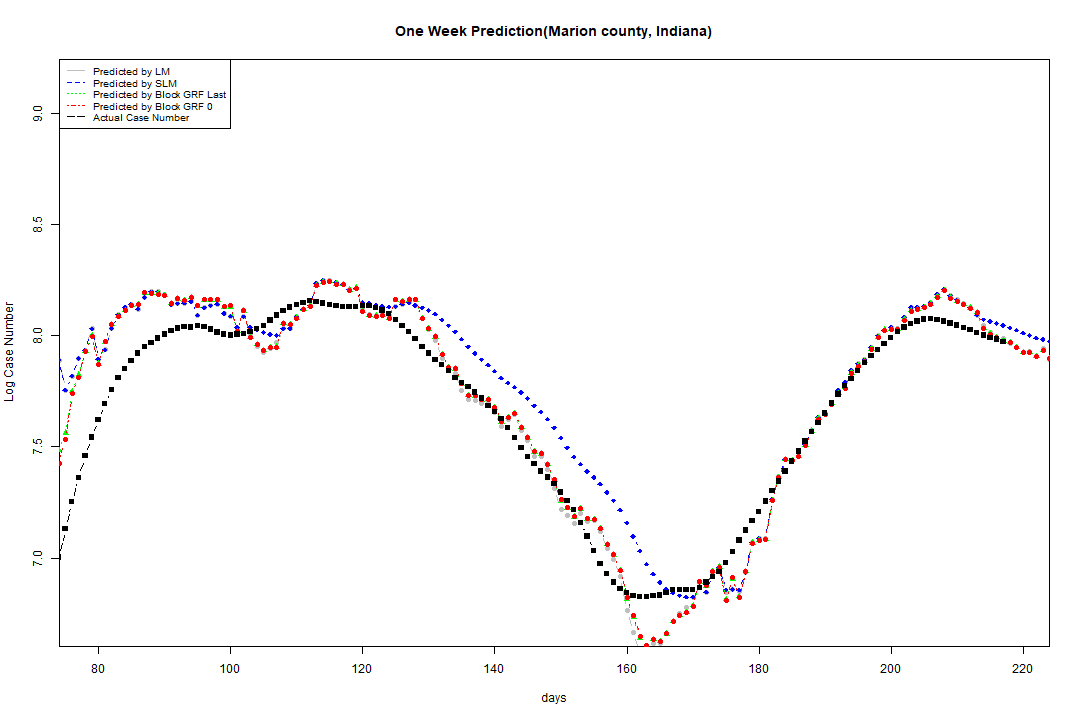 One Week Prediction(Marion county, Indiana)
Predicted by LM
Predicted by SLM
Predicted by Block GRF Last
Predicted by Block GRF 0
Actual Case Number
9.0
8.5
8.0
7.5
7.0
Log Case Number
80 100 120 140 160 180 200 220
days